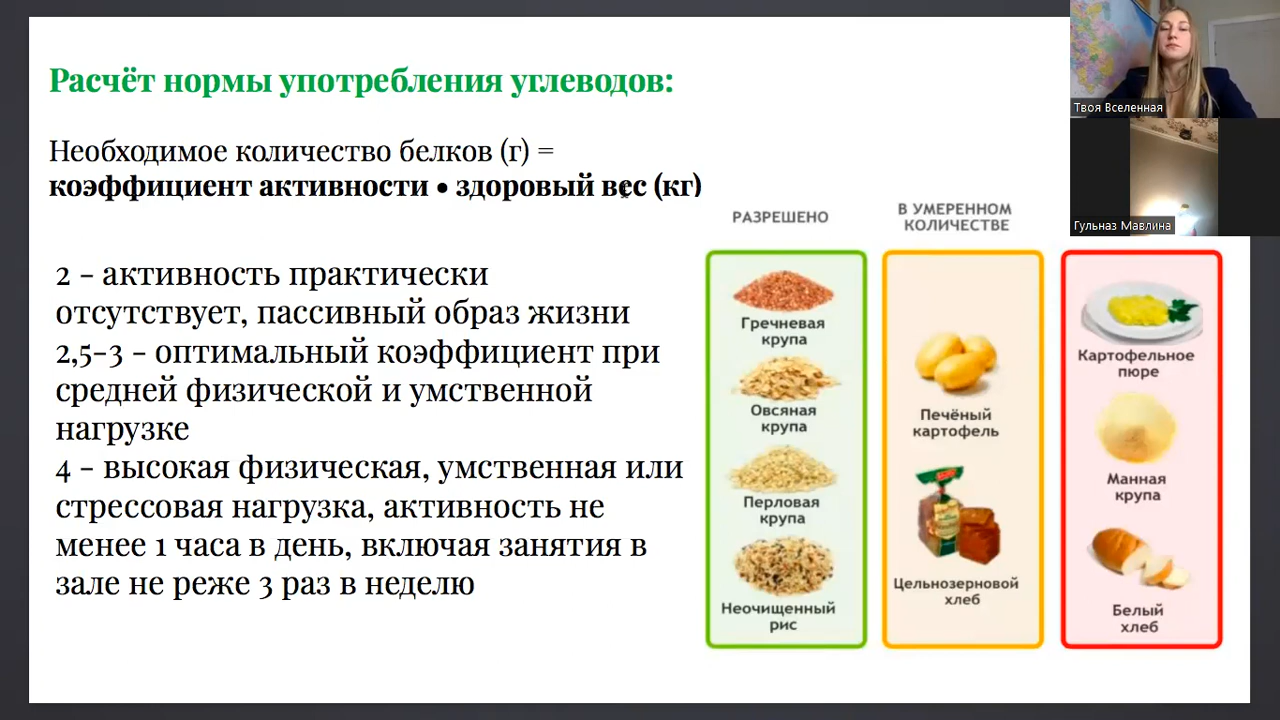 Расчёт нормы употребления углеводов:
Необходимое количество белков (г) =
коэффициент активности • здоровый вес (кг)
2 - активность практически
отсутствует, пассивный образ жизни
2,5-3 - оптимальный коэффициент при
средней физической и умственной
нагрузке
4 - высокая физическая, умственная или
стрессовая нагрузка, активность не
менее 1 часа в день, включая занятия в
зале не реже 3 раз в неделю
РАЗРЕШЕНО
Гречневая
крупа
Овсяная
крупа
Перловая
крупа
Неочищенный
рис
В УМЕРЕННОМ
КОЛИЧЕСТВЕ
Печёный
картофель
Цельнозерновой
хлеб
Картофельное
пюре
Манная
крупа
Белый
хлеб
Твоя Вселенная
Гульназ Мавлина